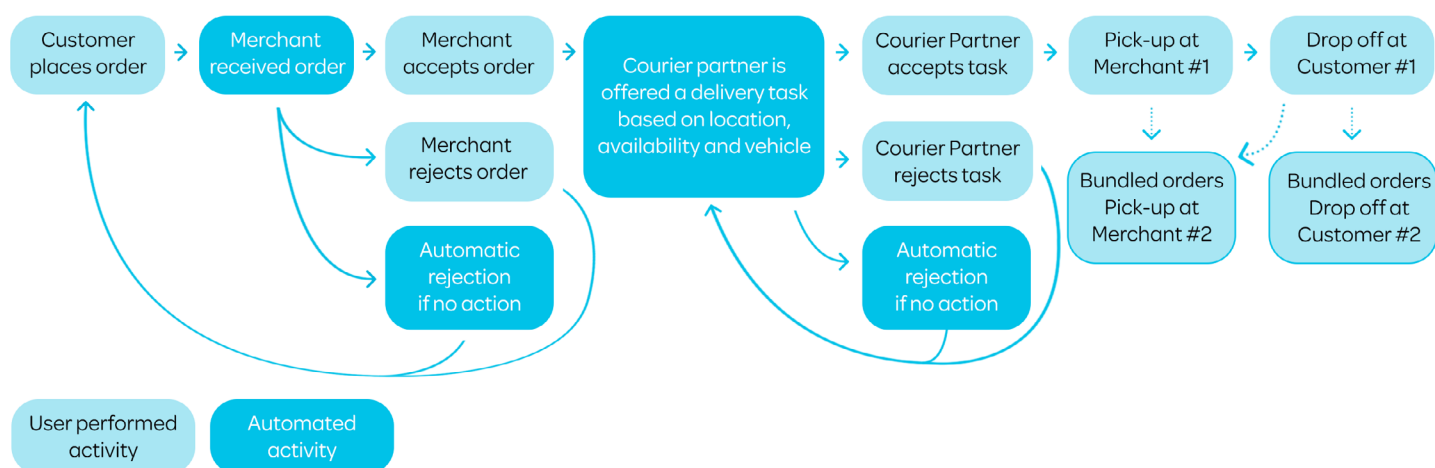 Customer
places order
Merchant
received order
Merchant
accepts order
Courier partner is
offered a delivery task
based on location,
availability and vehicle
Courier Partner
accepts task
Pick-up at
Merchant #1
Drop off at
Customer #1
Merchant
rejects order
Courier Partner
rejects task
Bundled orders
Pick-up at
Merchant #2
Bundled orders
Drop off at
Customer #2
Automatic
rejection
if no action
Automatic
rejection
if no action
User performed
activity
Automated
activity